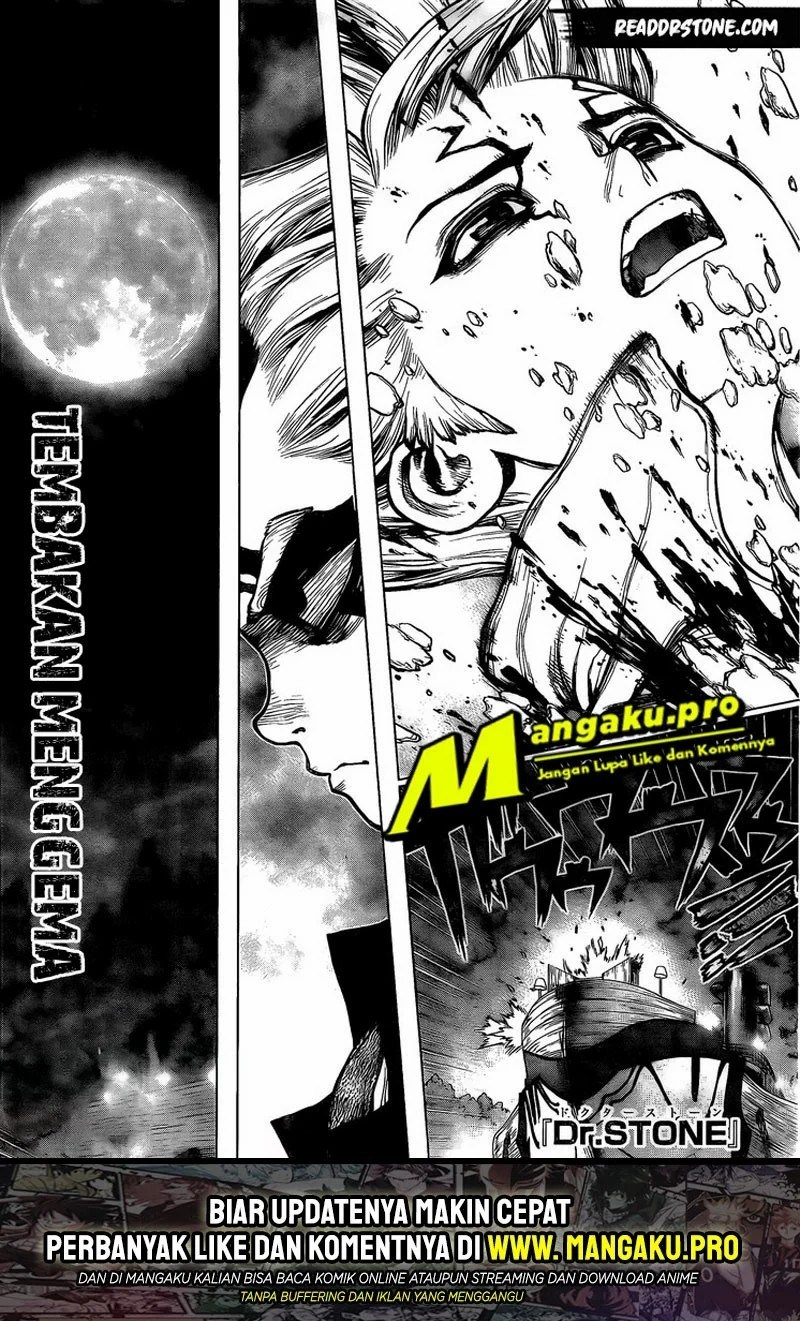 READDRSTONE.COM
TEMBAKAN MENGGEMA
Mangaku.pro
Jangan Lupa Like dan Komennya
ドクターストーン
『Dr.STONE』
BIAR UPDATENYA MAKIN CEPAT
PERBANYAK LIKE DAN KOMENTNYA DI WWW. MANGAKU.PRO
DAN DI MANGAKU KALIAN BISA BACA KOMIK ONLINE ATAUPUN STREAMING DAN DOWNLOAD ANIME
TANPA BUFFERING DAN IKLAN YANG MENGGANGU